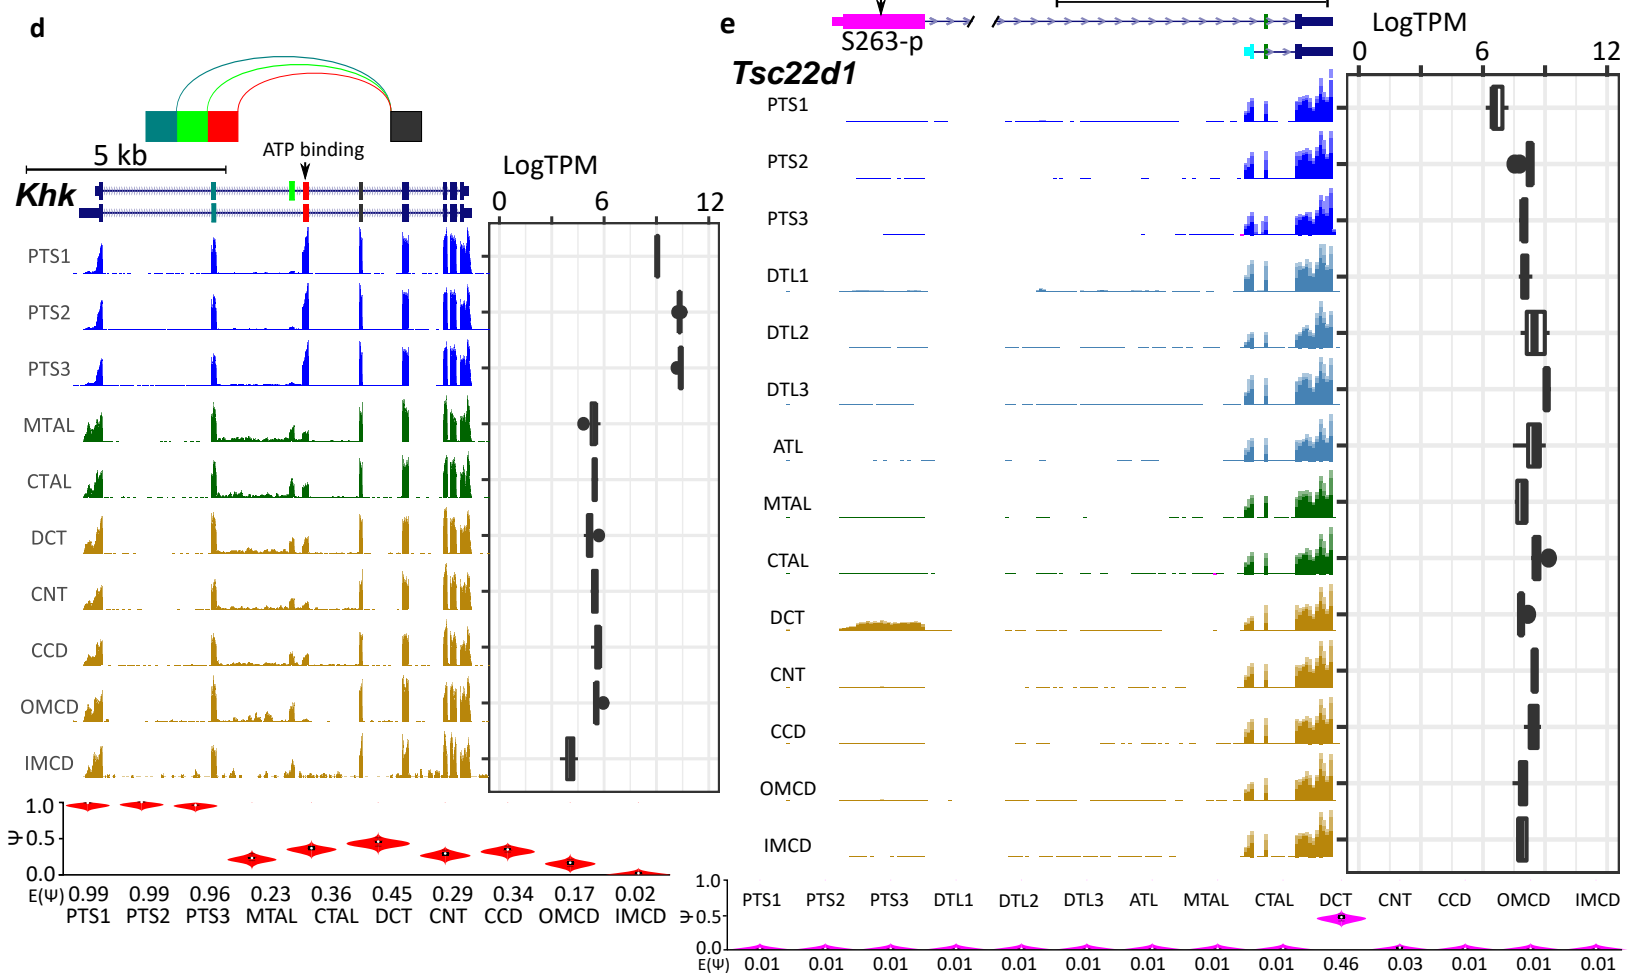 d
5 kb
ATP binding
Khk
LogTPM
0 6 12
PTS1
PTS2
PTS3
MTAL
CTAL
DCT
CNT
CCD
OMCD
IMCD
1.0
Ψ 0.5
0.0
E(Ψ) 0.99 0.99 0.96 0.23 0.36 0.45 0.29 0.34 0.17 0.02
PTS1 PTS2 PTS3 MTAL CTAL DCT CNT CCD OMCD IMCD
e
S263-p
Tsc22d1
LogTPM
0 6 12
PTS1
PTS2
PTS3
DTL1
DTL2
DTL3
ATL
MTAL
CTAL
DCT
CNT
CCD
OMCD
IMCD
1.0
PTS1 PTS2 PTS3 DTL1 DTL2 DTL3 ATL MTAL CTAL DCT CNT CCD OMCD IMCD
Ψ 0.5
0.0
E(Ψ) 0.01 0.01 0.01 0.01 0.01 0.01 0.01 0.01 0.01 0.46 0.03 0.01 0.01 0.01